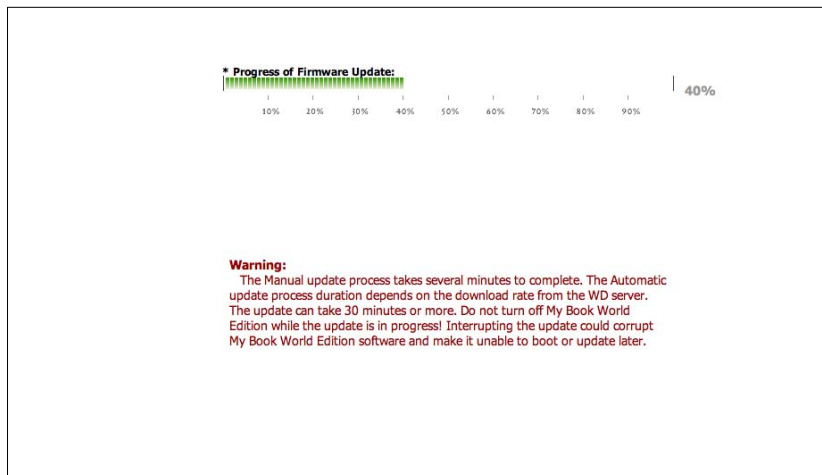 * Progress of Firmware Update:
40%
10% 20% 30% 40% 50% 60% 70% 80% 90%
Warning:
The Manual update process takes several minutes to complete. The Automatic
update process duration depends on the download rate from the WD server.
The update can take 30 minutes or more. Do not turn off My Book World
Edition while the update is in progress! Interrupting the update could corrupt
My Book World Edition software and make it unable to boot or update later.